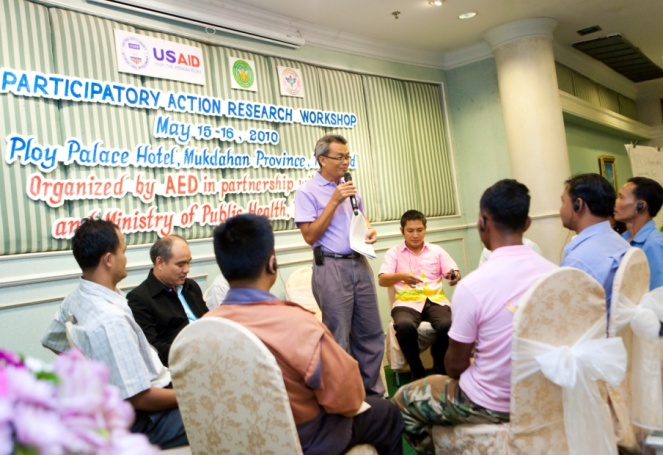 USAID
PARTICIPATORY ACTION RESEARCH WORKSHOP
May 15-16, 2010
Ploy Palace Hotel, Mukdahan Province,
Organized by AED in partnership
and Ministry of Public Health,